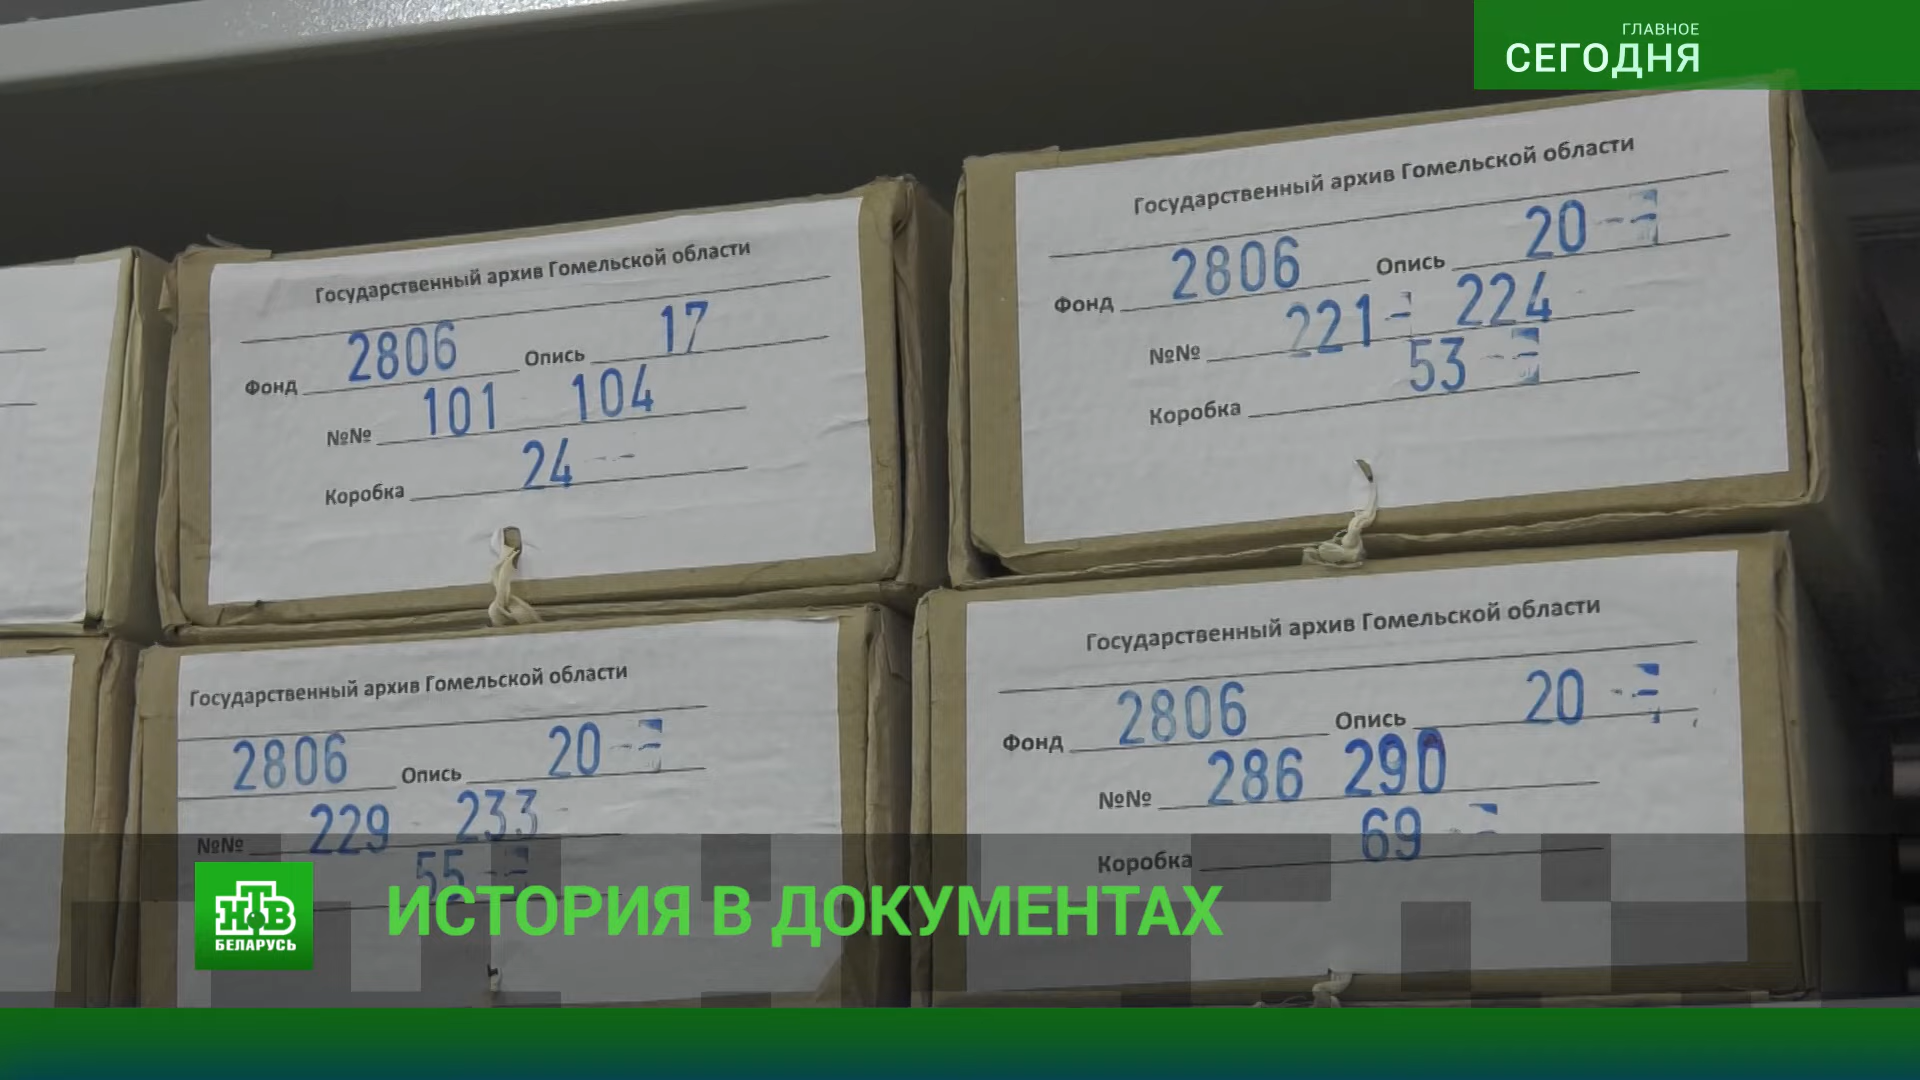 ГЛАВНОЕ
СЕГОДНЯ
Государственный архив Гомельской области
Фонд 2806 Опись 17
№№ 101 104
Коробка 24
Государственный архив Гомельской области
Фонд 2806 Опись 20
№№ 221 - 224
Коробка 53
Государственный архив Гомельской области
2806 Опись 20
№№ 229 - 233
55
Государственный архив Гомельской области
Фонд 2806 Опись 20
№№ 286 290
Коробка 69
НТВ
БЕЛАРУСЬ
ИСТОРИЯ В ДОКУМЕНТАХ